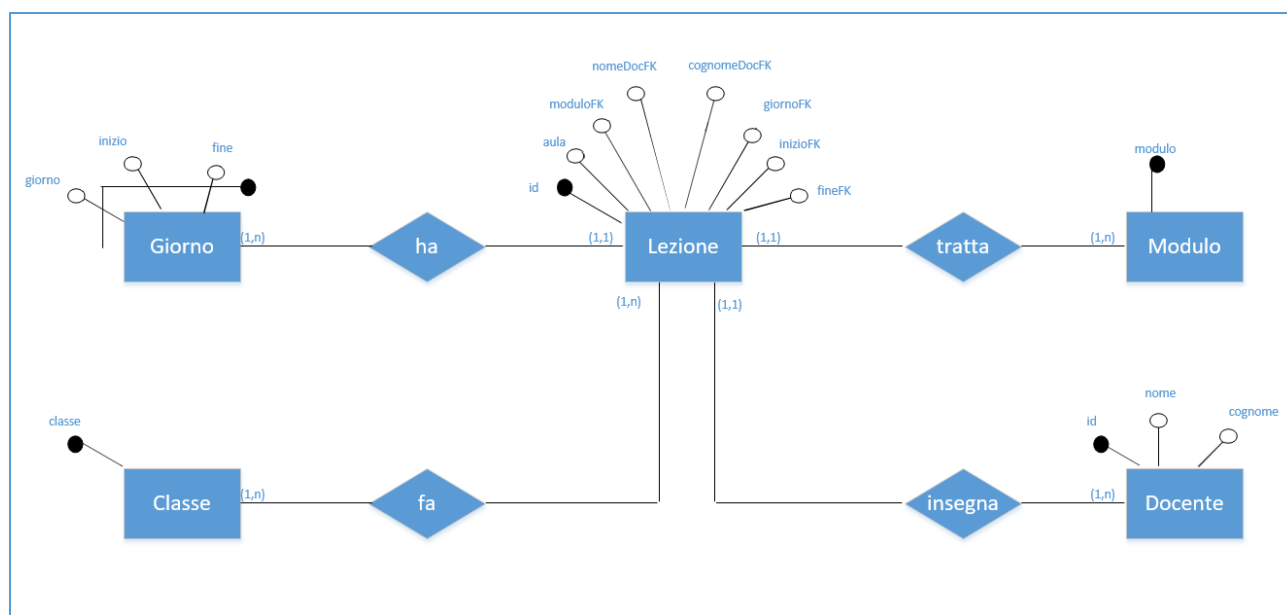 nomeDocFK
cognomeDocFK
moduloFK
giornoFK
inizio
fine
aula
inizioFK
modulo
giorno
id
fineFK
Giorno
(1,n)
ha
(1,1)
Lezione
(1,1)
tratta
(1,n)
Modulo
(1,n)
(1,1)
nome
cognome
classe
id
Classe
(1,n)
fa
insegna
(1,n)
Docente